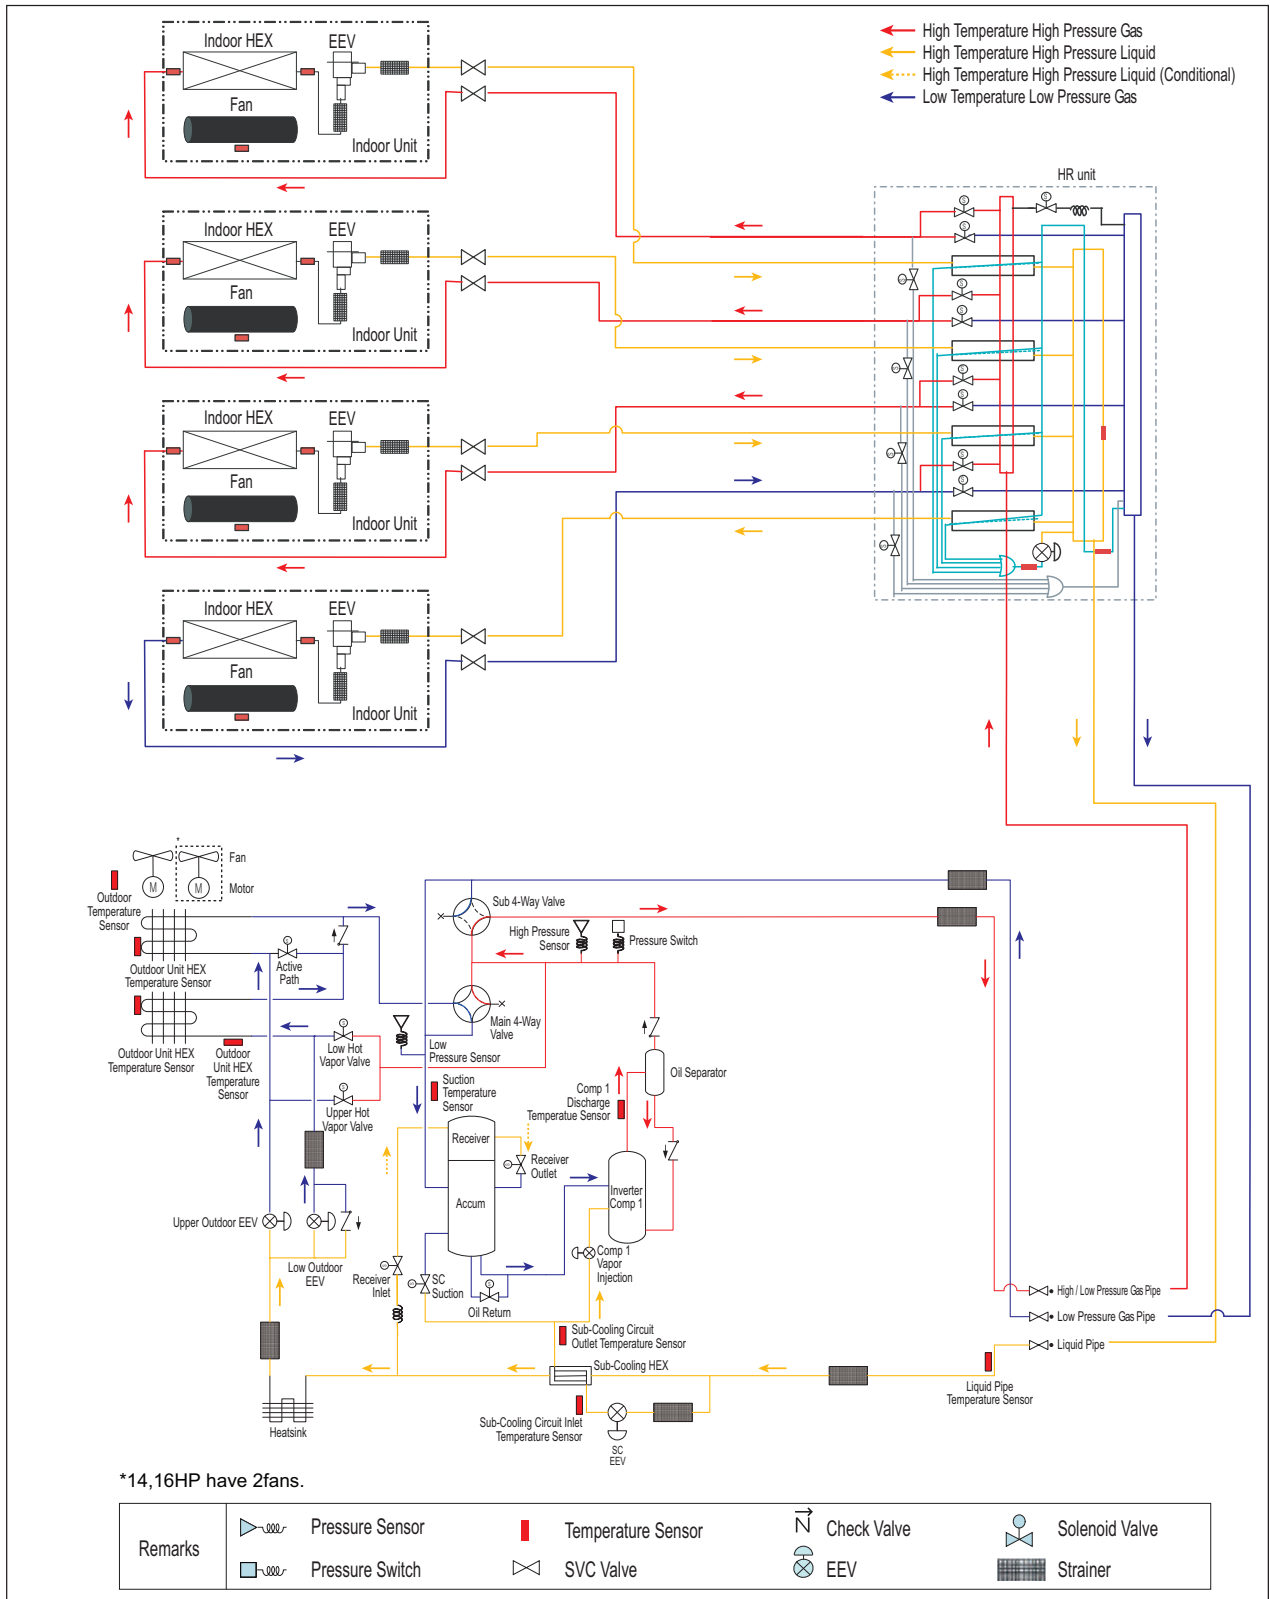 High Temperature High Pressure Gas
High Temperature High Pressure Liquid
High Temperature High Pressure Liquid (Conditional)
Low Temperature Low Pressure Gas
Indoor HEX
EEV
Fan
Indoor Unit
HR unit
S
S
S
S
S
S
S
S
S
S
S
S
S
Indoor HEX
EEV
Fan
Indoor Unit
Indoor HEX
EEV
Fan
Indoor Unit
Indoor HEX
EEV
Fan
Indoor Unit
*
Fan
M
M
Motor
Outdoor
Temperature
Sensor
Sub 4-Way Valve
High Pressure
Sensor
Pressure Switch
S
Active
Path
Outdoor Unit HEX
Temperature Sensor
Main 4-Way
Valve
S
Low Hot
Vapor Valve
Outdoor Unit HEX
Temperature Sensor
Outdoor
Unit HEX
Temperature
Sensor
Low
Pressure Sensor
Oil Separator
Suction
Temperature
Sensor
Comp 1
Discharge
Temperatue Sensor
S
Upper Hot
Vapor Valve
Receiver
S
Receiver
Outlet
Accum
Inverter
Comp 1
Upper Outdoor EEV
Low Outdoor
EEV
S
Receiver
Inlet
S
SC
Suction
S
Oil Return
Comp 1
Vapor
Injection
High / Low Pressure Gas Pipe
Low Pressure Gas Pipe
Liquid Pipe
Sub-Cooling Circuit
Outlet Temperature Sensor
Sub-Cooling HEX
Liquid Pipe
Temperature Sensor
Heatsink
Sub-Cooling Circuit Inlet
Temperature Sensor
SC
EEV
*14,16HP have 2fans.
Remarks
Pressure Sensor
Temperature Sensor
Check Valve
Solenoid Valve
Pressure Switch
SVC Valve
EEV
Strainer